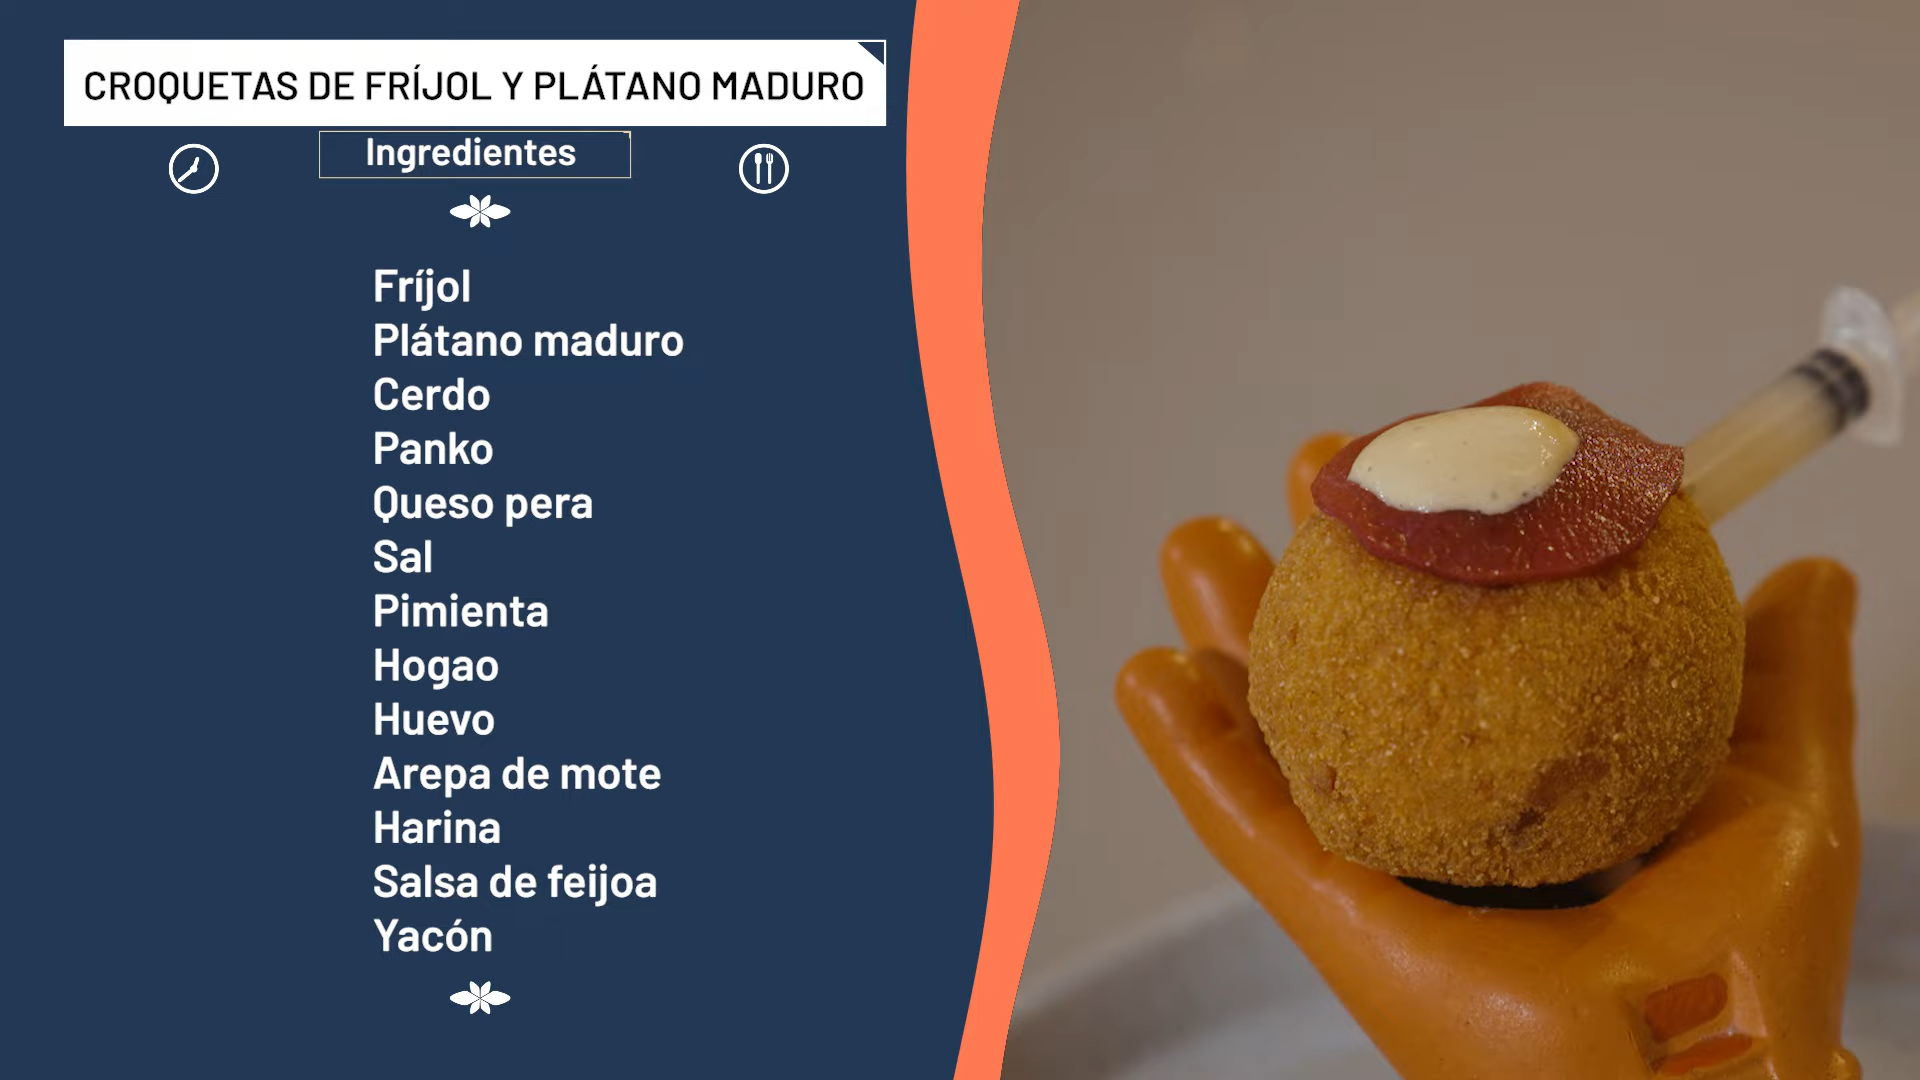 CROQUETAS DE FRÍJOL Y PLÁTANO MADURO
Ingredientes
Fríjol
Plátano maduro
Cerdo
Panko
Queso pera
Sal
Pimienta
Hogao
Huevo
Arepa de mote
Harina
Salsa de feijoa
Yacón